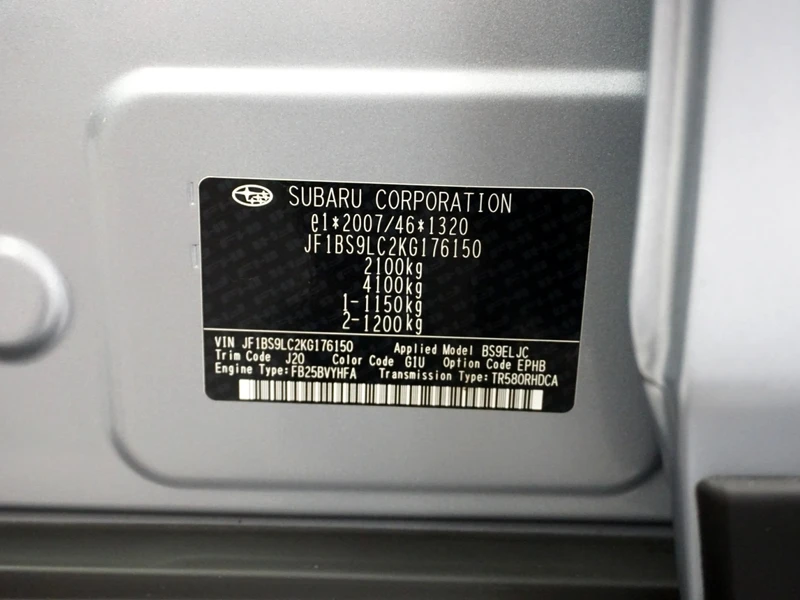 SUBARU CORPORATION
e1*2007/46*1320
JF1BS9LC2KG176150
2100kg
4100kg
1-1150kg
2-1200kg
VIN JF1BS9LC2KG176150 Applied Model BS9ELJC
Trim Code J20 Color Code G1U Option Code EPHB
Engine Type:FB25BVYHFA Transmission Type:TR580RHDCA